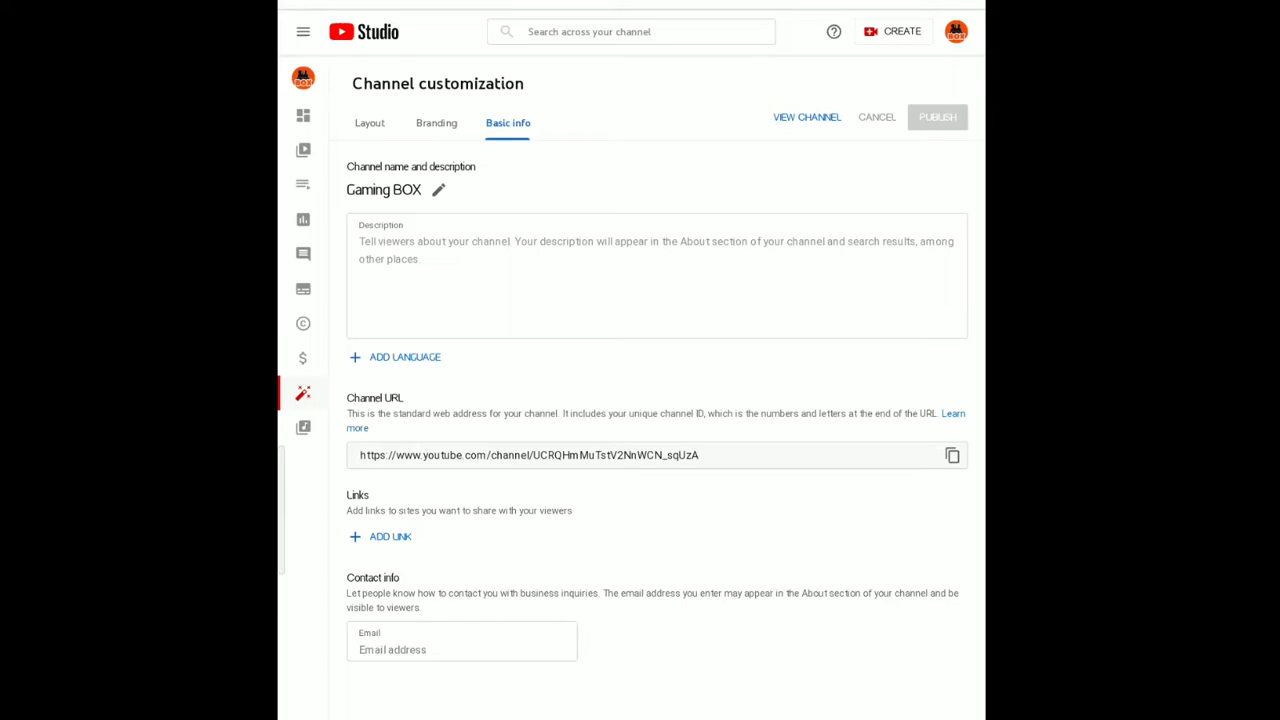 Studio
Search across your channel
CREATE
BOX
BOX
Channel customization
Layout
Branding
Basic info
VIEW CHANNEL
CANCEL
PUBLISH
Channel name and description
Gaming BOX
Description
Tell viewers about your channel. Your description will appear in the About section of your channel and search results, among
other places.
ADD LANGUAGE
Channel URL
This is the standard web address for your channel. It includes your unique channel ID, which is the numbers and letters at the end of the URL. Learn
more
https://www.youtube.com/channel/UCRQHmMuTstV2NnWCN_sqUzA
Links
Add links to sites you want to share with your viewers
ADD LINK
Contact info
Let people know how to contact you with business inquiries. The email address you enter may appear in the About section of your channel and be
visible to viewers.
Email
Email address